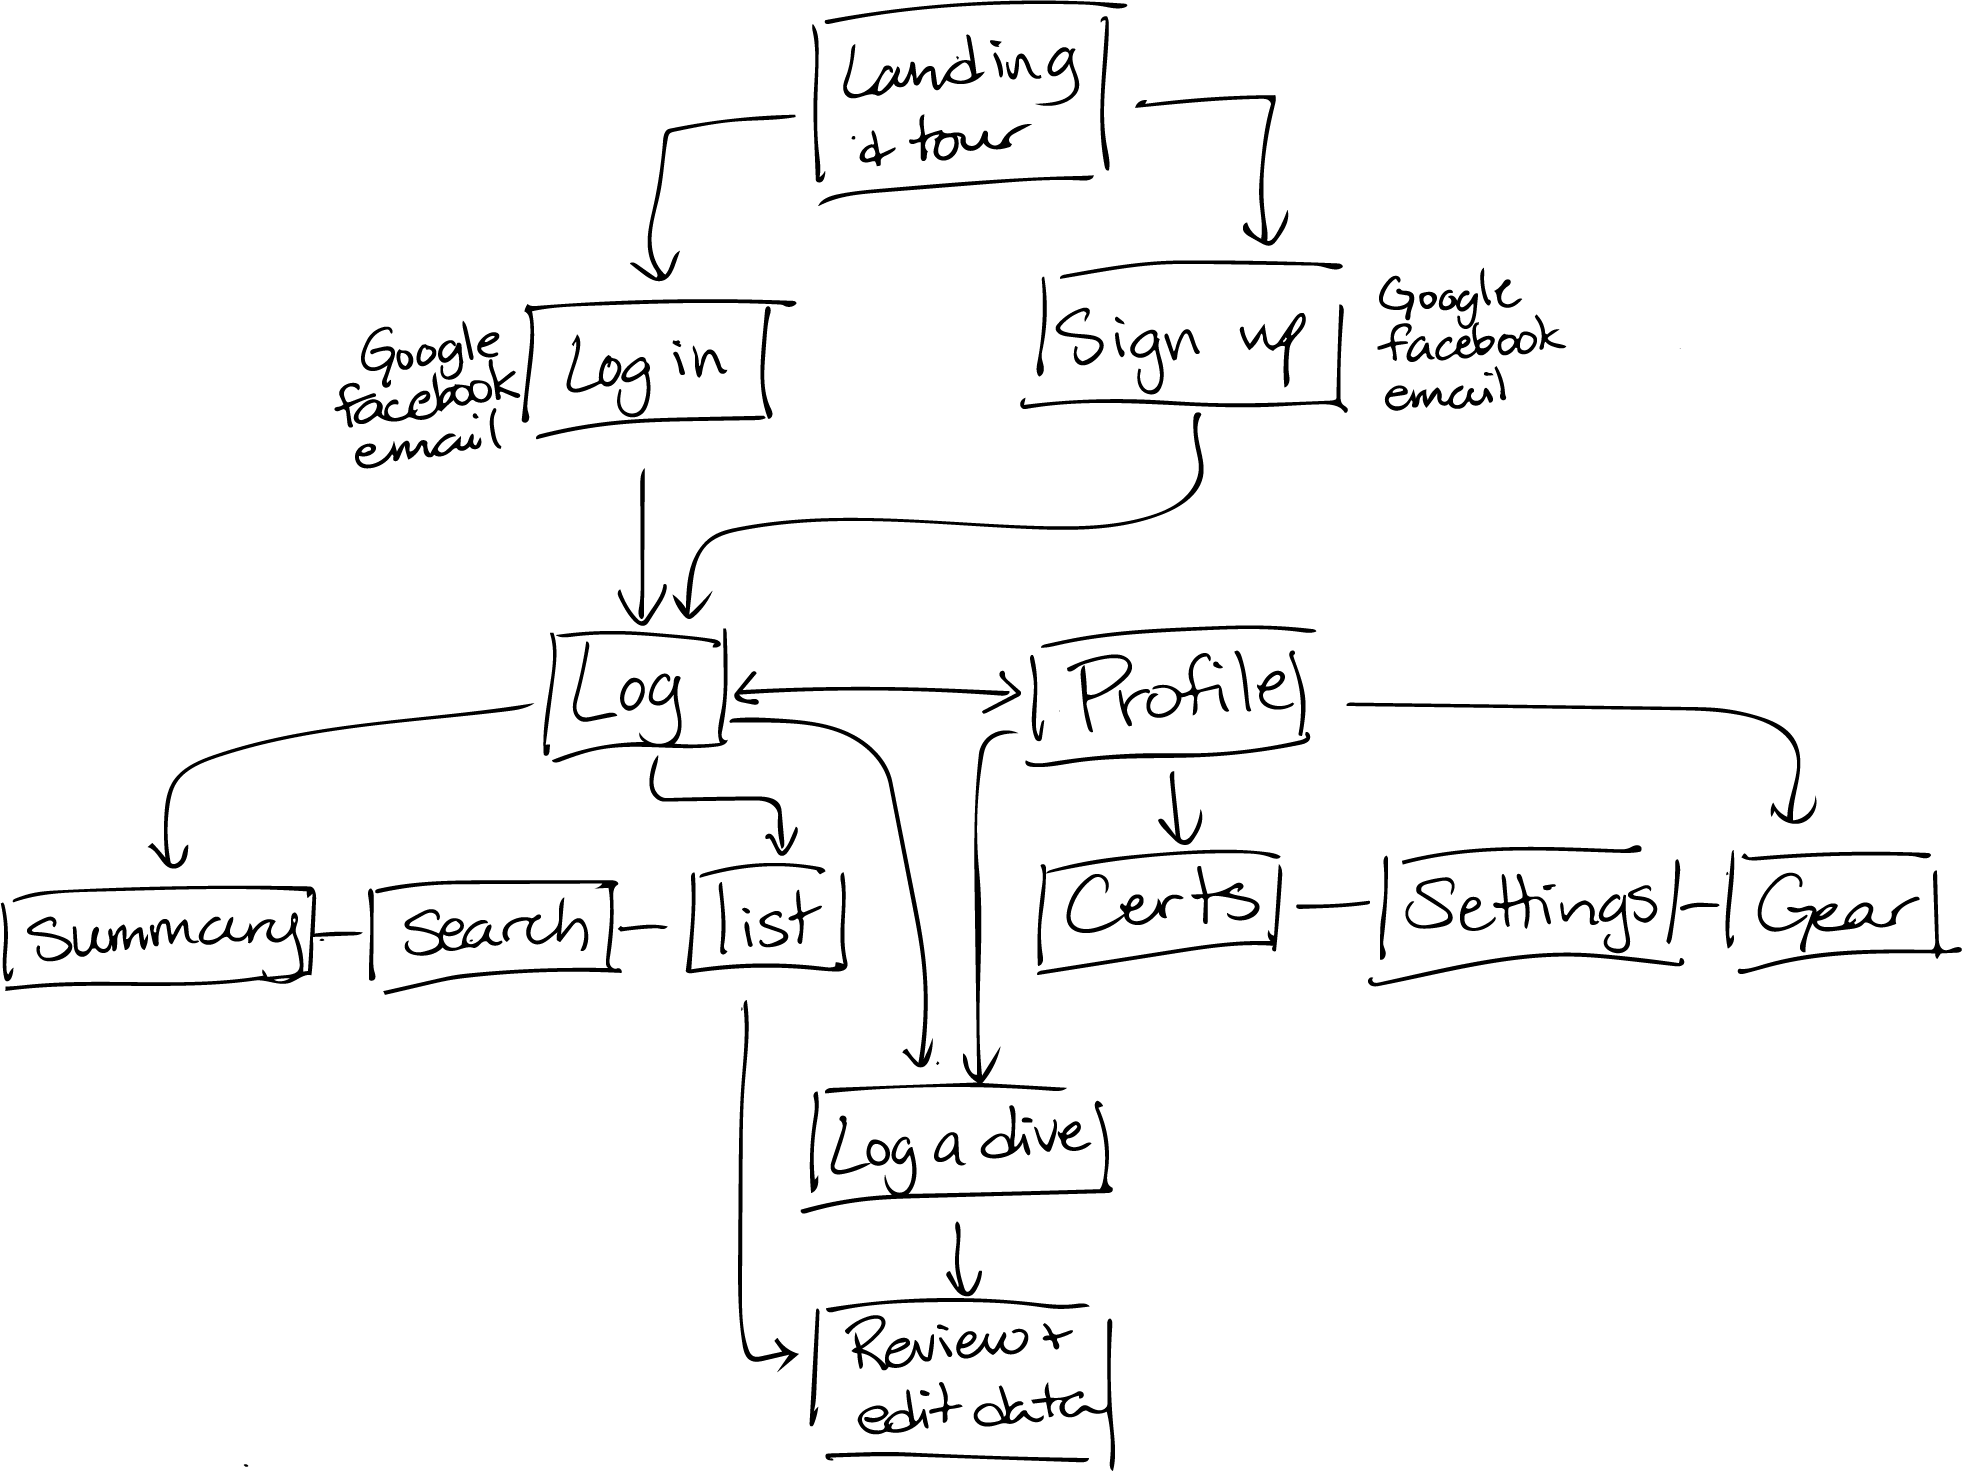 Landing
& tour
Google
facebook
email
Log in
Sign up
Google
facebook
email
Log
Profile
Summary
Search
list
Certs
Settings
Gear
Log a dive
Review +
edit data